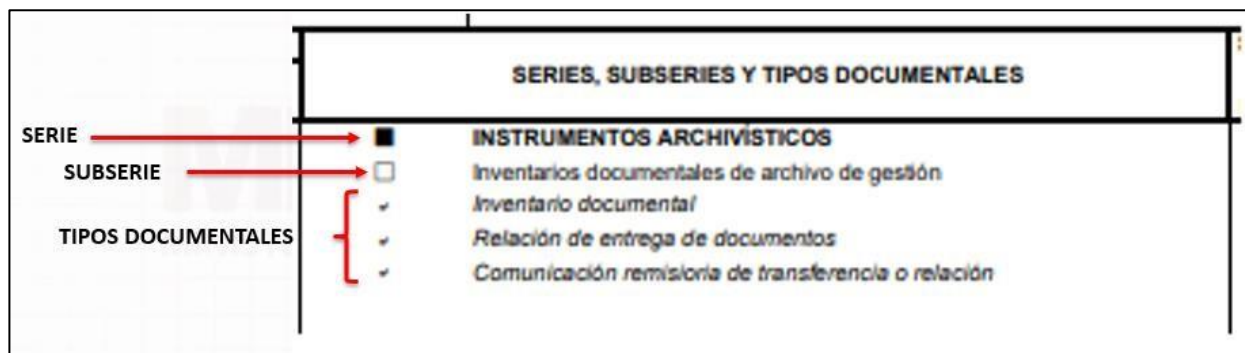 SERIES, SUBSERIES Y TIPOS DOCUMENTALES
SERIE
INSTRUMENTOS ARCHIVÍSTICOS
SUBSERIE
Inventarios documentales de archivo de gestión
Inventario documental
TIPOS DOCUMENTALES
Relación de entrega de documentos
Comunicación remisioria de transferencia o relación